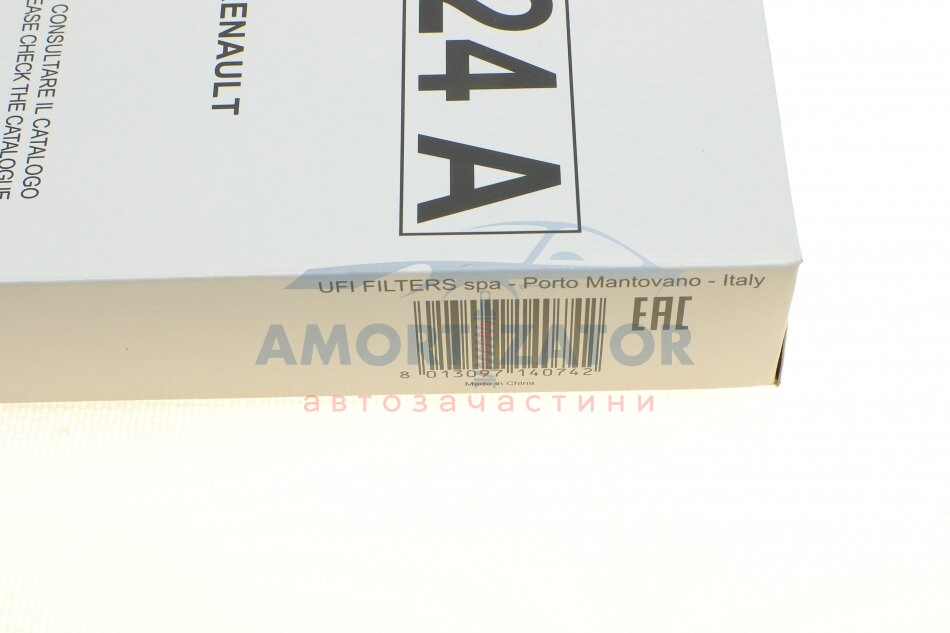 24 A
RENAULT
CONSULTARE IL CATALOGO
EASE CHECK THE CATALOGUE
UFI FILTERS spa - Porto Mantovano - Italy
EAC
AMORTIZATOR
8 013097 140742
Made in China
автозачастини